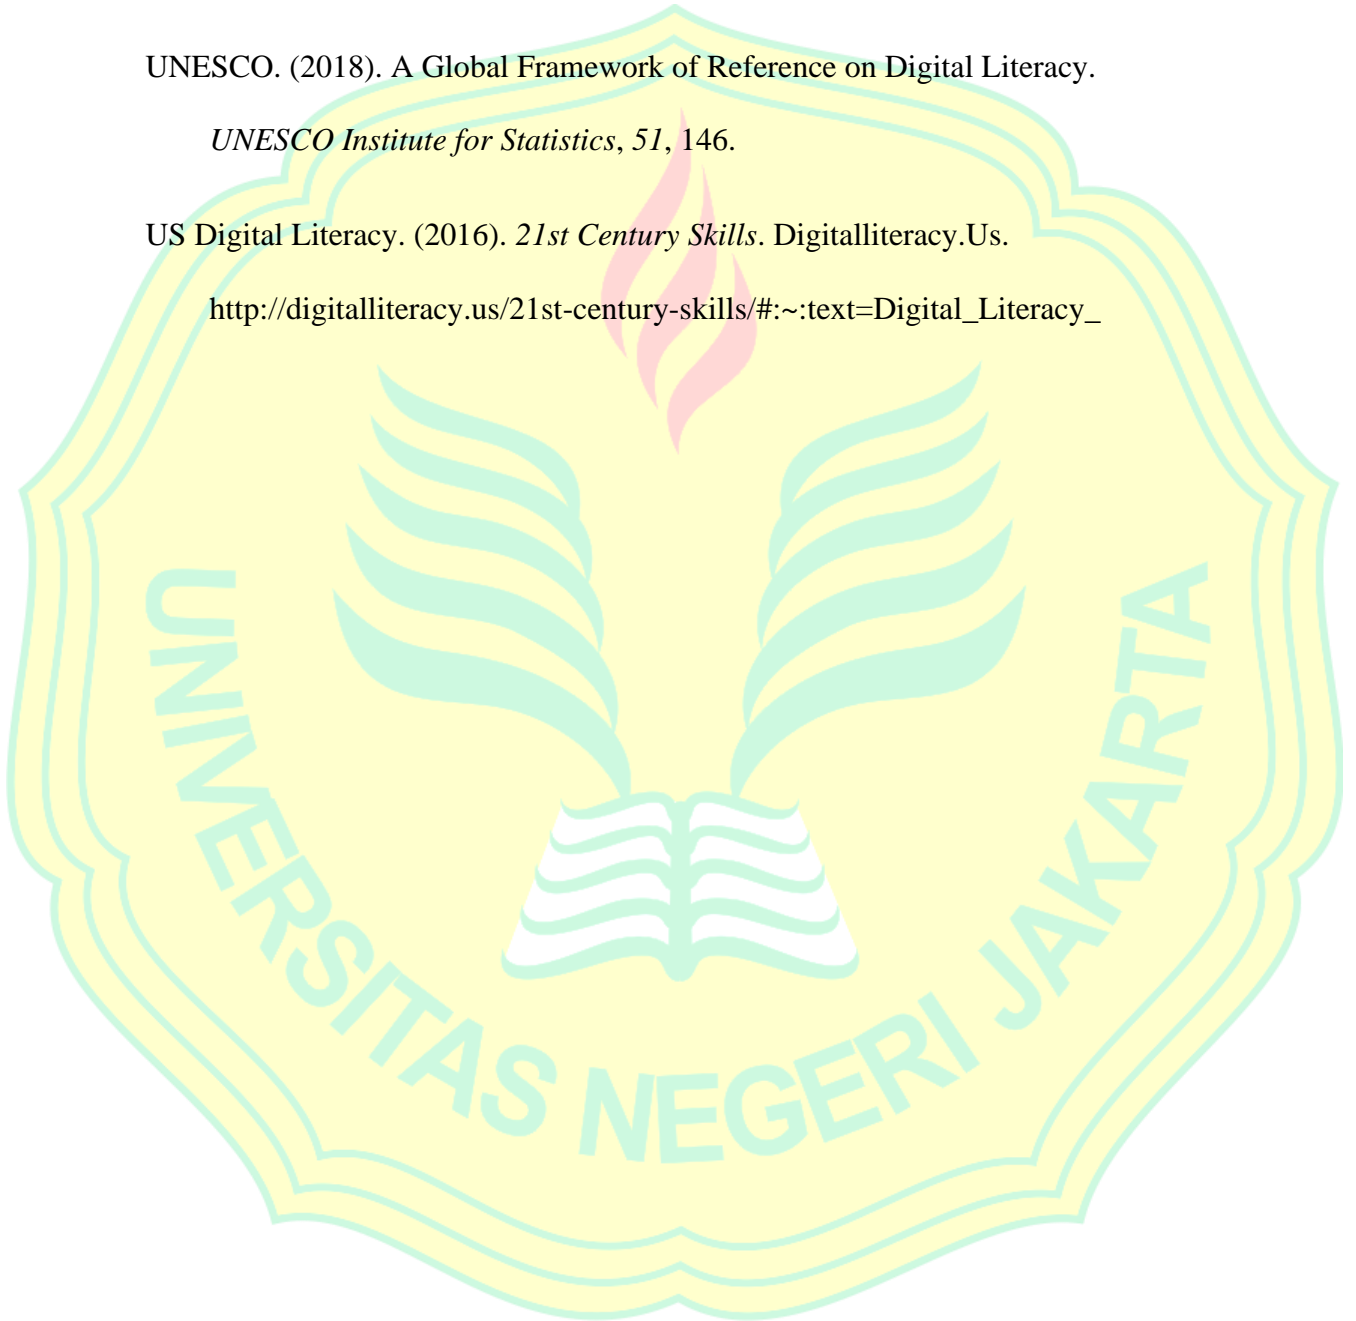 UNESCO. (2018). A Global Framework of Reference on Digital Literacy.
UNESCO Institute for Statistics, 51, 146.
US Digital Literacy. (2016). 21st Century Skills. Digitalliteracy.Us.
http://digitalliteracy.us/21st-century-skills/#:~:text=Digital_Literacy_
UNIVERSITAS NEGERI JAKARTA